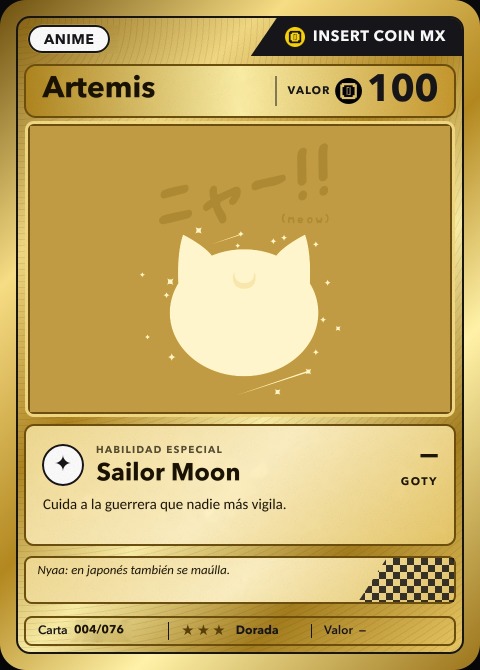 ANIME
INSERT COIN MX
Artemis
VALOR 100
ニャー!!
(meow)
HABILIDAD ESPECIAL
Sailor Moon
—
GOTY
Cuida a la guerrera que nadie más vigila.
Nyaa: en japonés también se maúlla.
Carta 004/076 ★★★ Dorada Valor —